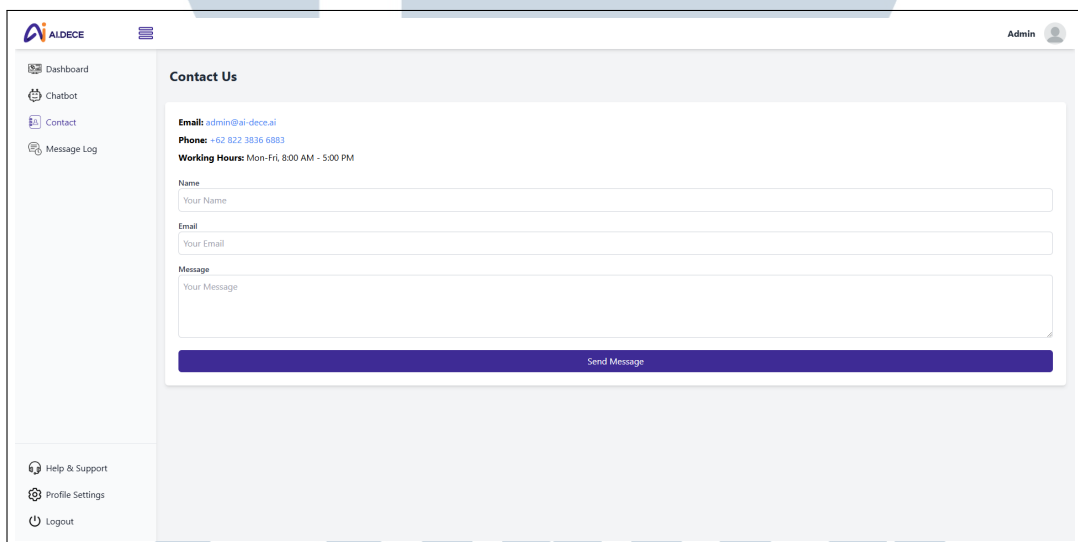 Ai AI.DECE
Admin
Dashboard
Chatbot
Contact
Message Log
Help & Support
Profile Settings
Logout
Contact Us
Email: admin@ai-dece.ai
Phone: +62 822 3836 6883
Working Hours: Mon-Fri, 8:00 AM - 5:00 PM
Name
Your Name
Email
Your Email
Message
Your Message
Send Message